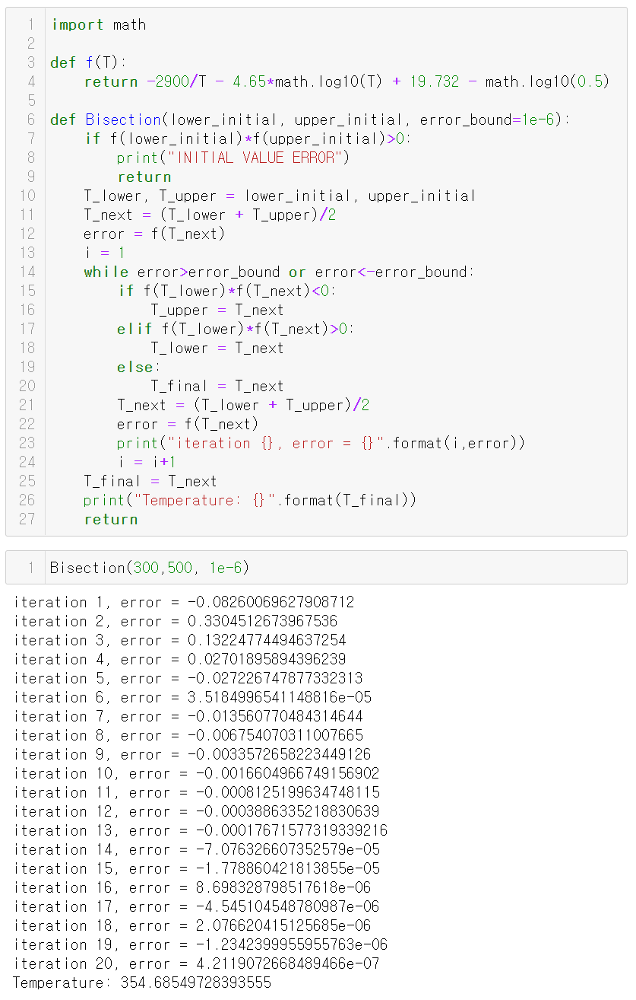 1 import math
2
3 def f(T):
4     return -2900/T - 4.65*math.log10(T) + 19.732 - math.log10(0.5)
5
6 def Bisection(lower_initial, upper_initial, error_bound=1e-6):
7     if f(lower_initial)*f(upper_initial)>0:
8         print("INITIAL VALUE ERROR")
9         return
10     T_lower, T_upper = lower_initial, upper_initial
11     T_next = (T_lower + T_upper)/2
12     error = f(T_next)
13     i = 1
14     while error>error_bound or error<-error_bound:
15         if f(T_lower)*f(T_next)<0:
16             T_upper = T_next
17         elif f(T_lower)*f(T_next)>0:
18             T_lower = T_next
19         else:
20             T_final = T_next
21         T_next = (T_lower + T_upper)/2
22         error = f(T_next)
23         print("iteration {}, error = {}".format(i,error))
24         i = i+1
25     T_final = T_next
26     print("Temperature: {}".format(T_final))
27     return
1 Bisection(300,500, 1e-6)
iteration 1, error = -0.08260069627908712
iteration 2, error = 0.3304512673967536
iteration 3, error = 0.13224774494637254
iteration 4, error = 0.02701895894396239
iteration 5, error = -0.027226747877332313
iteration 6, error = 3.5184996541148816e-05
iteration 7, error = -0.013560770484314644
iteration 8, error = -0.006754070311007665
iteration 9, error = -0.0033572658223449126
iteration 10, error = -0.0016604966749156902
iteration 11, error = -0.0008125199634748115
iteration 12, error = -0.0003886335218830639
iteration 13, error = -0.00017671577319339216
iteration 14, error = -7.076326607352579e-05
iteration 15, error = -1.778860421813855e-05
iteration 16, error = 8.698328798517618e-06
iteration 17, error = -4.545104548780987e-06
iteration 18, error = 2.076620415125685e-06
iteration 19, error = -1.2342399955955763e-06
iteration 20, error = 4.2119072668489466e-07
Temperature: 354.68549728393555